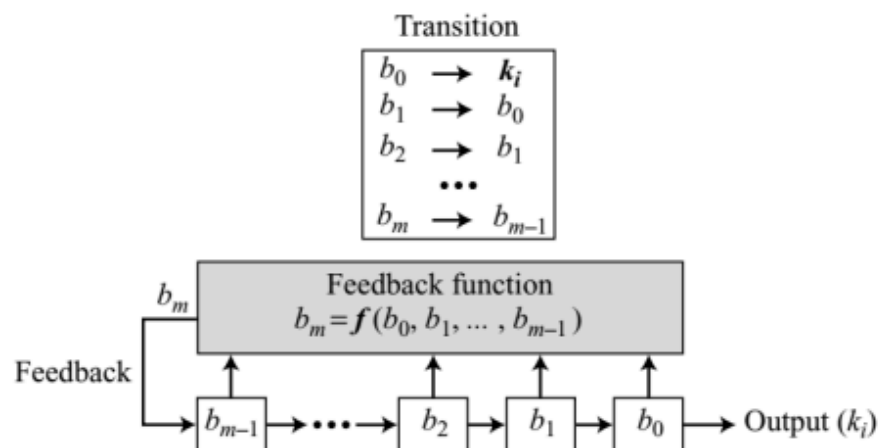 Transition
b₀ → kᵢ
b₁ → b₀
b₂ → b₁
•••
bₘ → bₘ₋₁
Feedback function
bₘ = f (b₀, b₁, ... , bₘ₋₁)
bₘ
Feedback
bₘ₋₁ → ••• → b₂ → b₁ → b₀ → Output (kᵢ)